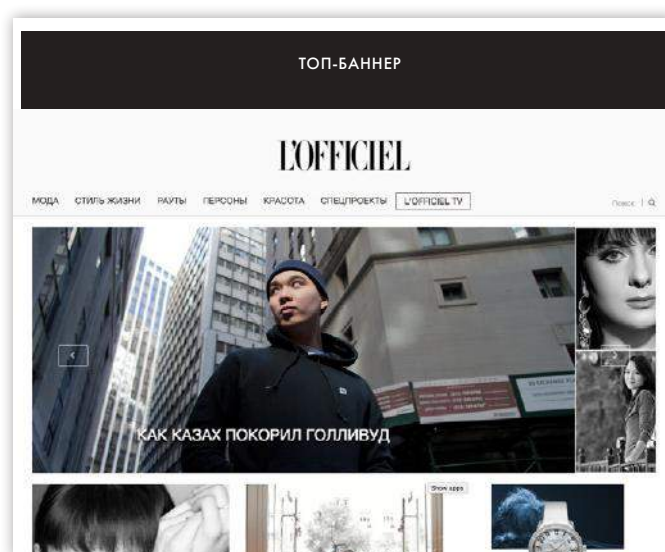 ТОП-БАННЕР
L'OFFICIEL
МОДА СТИЛЬ ЖИЗНИ РАУТЫ ПЕРСОНЫ КРАСОТА СПЕЦПРОЕКТЫ L'OFFICIEL TV Поиск
КАК КАЗАХ ПОКОРИЛ ГОЛЛИВУД
Show apps